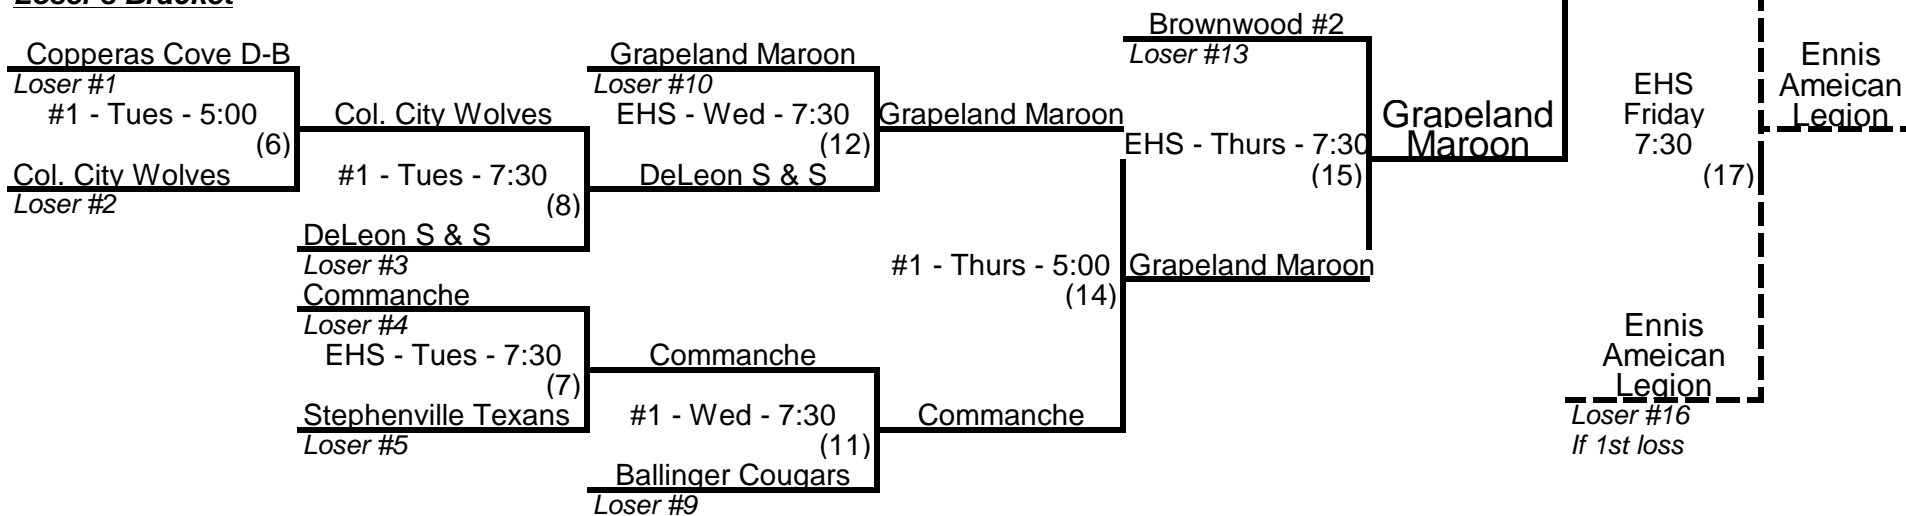 Loser's Bracket
Copperas Cove D-B
Loser #1
#1 - Tues - 5:00
(6)
Col. City Wolves
Loser #2
Col. City Wolves
#1 - Tues - 7:30
(8)
DeLeon S & S
Loser #3
Commanche
Loser #4
EHS - Tues - 7:30
(7)
Stephenville Texans
Loser #5
Grapeland Maroon
Loser #10
EHS - Wed - 7:30
(12)
DeLeon S & S
Commanche
#1 - Wed - 7:30
(11)
Ballinger Cougars
Loser #9
Grapeland Maroon
#1 - Thurs - 5:00
(14)
Commanche
Brownwood #2
Loser #13
EHS - Thurs - 7:30
(15)
Grapeland Maroon
Grapeland
Maroon
EHS
Friday
7:30
(17)
Ennis
Ameican
Legion
Loser #16
If 1st loss
Ennis
Ameican
Legion